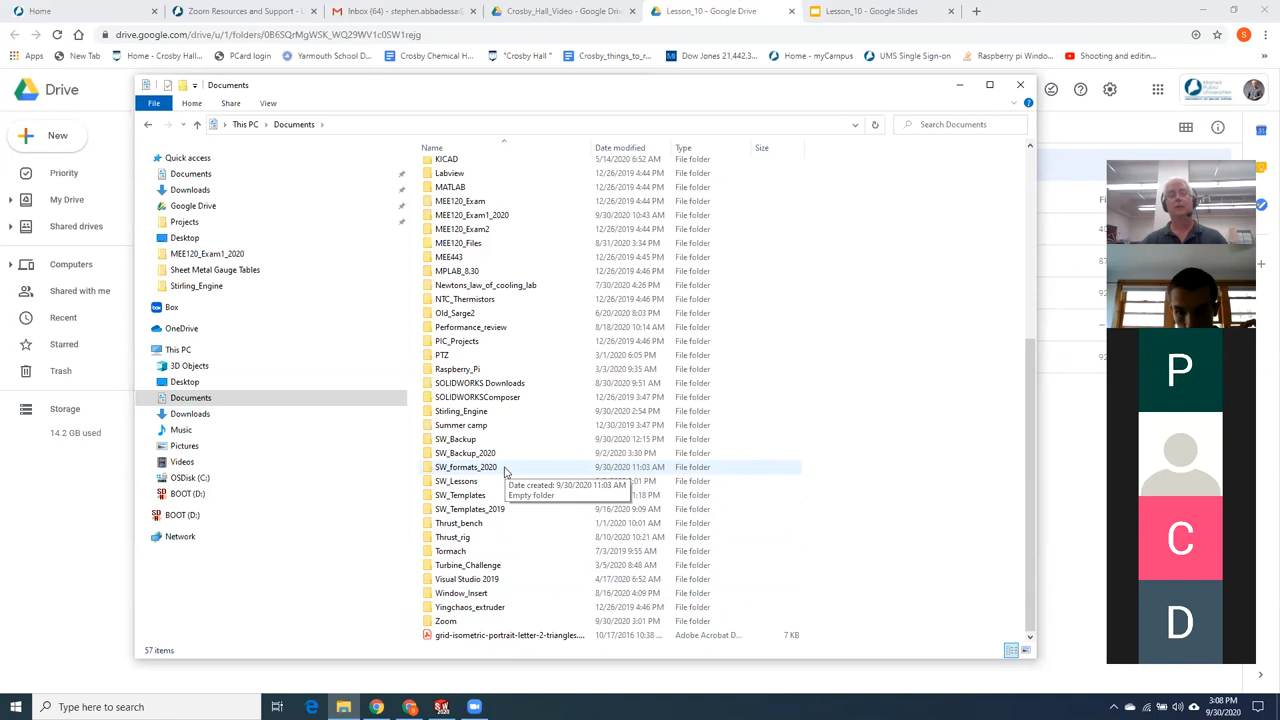 Home
Zoom Resources and Support -
Inbox (64) - stephen.abbadessa@
Crosby_Hall_Video - Google Driv
Lesson_10 - Google Drive
Lesson_10 - Google Slides
drive.google.com/drive/u/1/folders/0B6SQrMgWSK_WQ29WV1c0SW1rejg
S
Apps
New Tab
Home - Crosby Hall...
PCard login
Yarmouth School D...
Crosby Chemical...
"Crosby Hall"
Crosby_things_to_r...
Dow Jones 21,442.3...
Home - myCampus
UMS Single Sign-on
Raspberry pi Windo...
Shooting and editin...
Drive
New
Priority
My Drive
Shared drives
Computers
Shared with me
Recent
Starred
Trash
Storage
14.2 GB used
Documents
File
Home
Share
View
This PC
Documents
Search Documents
Quick access
Documents
Downloads
Google Drive
Projects
Desktop
MEE120_Exam1_2020
Sheet Metal Gauge Tables
Stirling_Engine
Box
OneDrive
This PC
3D Objects
Desktop
Documents
Downloads
Music
Pictures
Videos
OSDisk (C:)
BOOT (D:)
BOOT (D:)
Network
Name Date modified Type Size
KICAD 5/14/2020 6:52 AM File folder
Labview 12/26/2019 4:44 PM File folder
MATLAB 12/26/2019 4:44 PM File folder
MEE120_Exam 12/26/2019 4:44 PM File folder
MEE120_Exam1_2020 9/30/2020 10:43 AM File folder
MEE120_Exam2 12/26/2019 4:44 PM File folder
MEE120_Files 8/31/2020 3:34 PM File folder
MEE443 12/26/2019 4:45 PM File folder
MPLAB_8.30 12/26/2019 4:46 PM File folder
Newtons_law_of_cooling_lab 7/30/2020 4:26 PM File folder
NTC_Thermistors 12/26/2019 4:44 PM File folder
Old_Sarge2 6/20/2020 8:03 PM File folder
Performance_review 8/18/2020 10:14 AM File folder
PIC_Projects 12/26/2019 4:44 PM File folder
PTZ 3/1/2020 6:05 PM File folder
Raspberry_Pi 3/3/2020 9:35 AM File folder
SOLIDWORKS Downloads 8/30/2020 9:51 AM File folder
SOLIDWORKSComposer 12/26/2019 3:47 PM File folder
Stirling_Engine 9/30/2020 2:54 PM File folder
Summer camp 12/30/2019 3:47 PM File folder
SW_Backup 9/30/2020 12:15 PM File folder
SW_Backup_2020 9/2/2020 3:30 PM File folder
SW_formats_2020 9/30/2020 11:03 AM File folder
SW_Lessons :01 PM File folder
Date created: 9/30/2020 11:03 AM
Empty folder
SW_Templates 1:18 PM File folder
SW_Templates_2019 9/16/2020 9:09 AM File folder
Thrust_bench 1/1/2020 10:01 AM File folder
Thrust_rig 8/10/2020 10:21 AM File folder
Tormach 7/3/2019 9:55 AM File folder
Turbine_Challenge 3/5/2020 8:48 AM File folder
Visual Studio 2019 4/17/2020 6:52 AM File folder
Window_Insert 8/16/2020 4:09 PM File folder
Yingchaos_extruder 12/26/2019 4:46 PM File folder
Zoom 9/30/2020 3:01 PM File folder
grid-isometric-portrait-letter-2-triangles.... 10/17/2016 10:38 ... Adobe Acrobat D... 7 KB
57 items
P
C
D
Type here to search
3:08 PM
9/30/2020